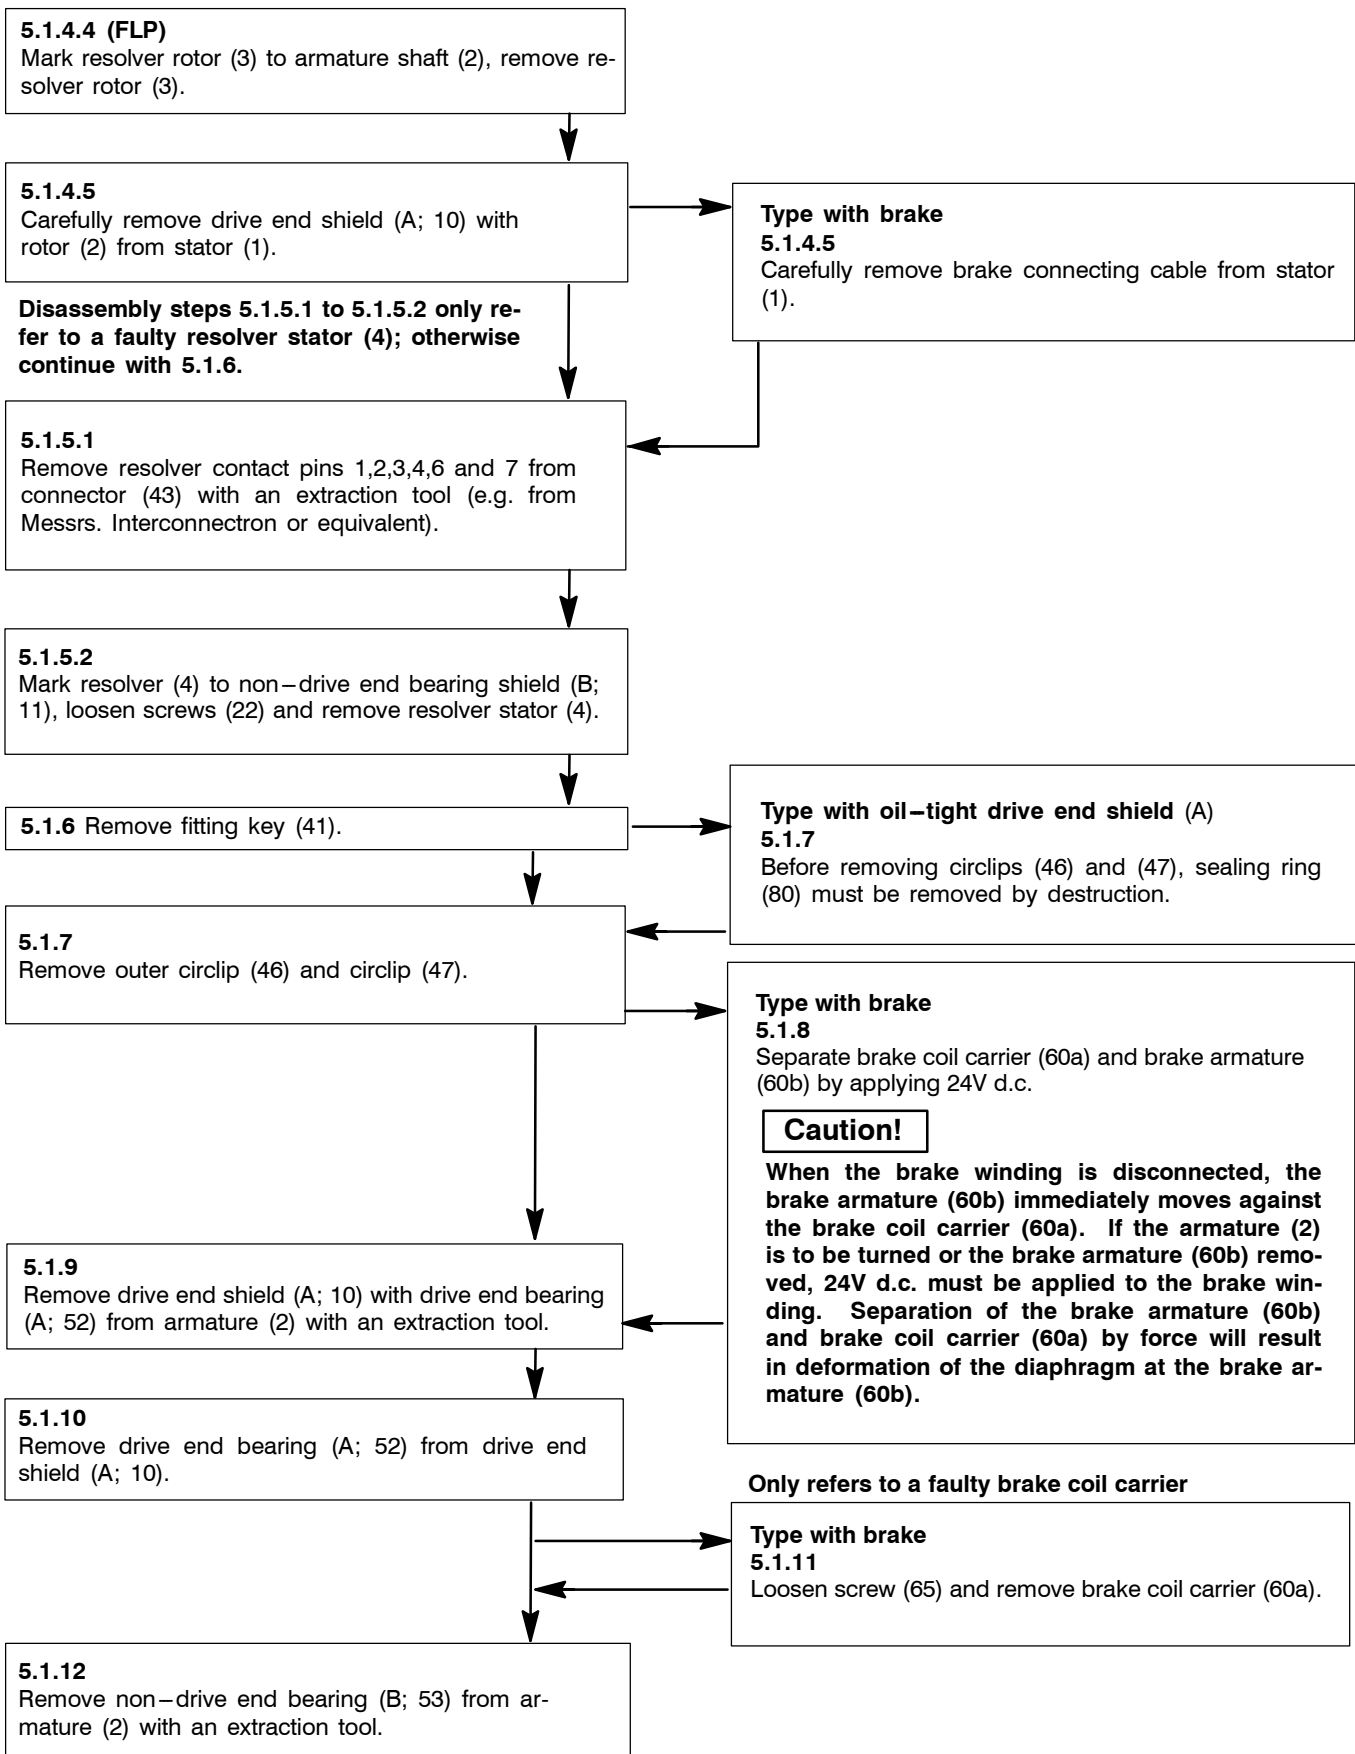 5.1.4.4 (FLP)
Mark resolver rotor (3) to armature shaft (2), remove re-
solver rotor (3).
5.1.4.5
Carefully remove drive end shield (A; 10) with
rotor (2) from stator (1).
Type with brake
5.1.4.5
Carefully remove brake connecting cable from stator
(1).
Disassembly steps 5.1.5.1 to 5.1.5.2 only re-
fer to a faulty resolver stator (4); otherwise
continue with 5.1.6.
5.1.5.1
Remove resolver contact pins 1,2,3,4,6 and 7 from
connector (43) with an extraction tool (e.g. from
Messrs. Interconnectron or equivalent).
5.1.5.2
Mark resolver (4) to non–drive end bearing shield (B;
11), loosen screws (22) and remove resolver stator (4).
5.1.6 Remove fitting key (41).
Type with oil–tight drive end shield (A)
5.1.7
Before removing circlips (46) and (47), sealing ring
(80) must be removed by destruction.
5.1.7
Remove outer circlip (46) and circlip (47).
Type with brake
5.1.8
Separate brake coil carrier (60a) and brake armature
(60b) by applying 24V d.c.
Caution!
When the brake winding is disconnected, the
brake armature (60b) immediately moves against
the brake coil carrier (60a). If the armature (2)
is to be turned or the brake armature (60b) remo-
ved, 24V d.c. must be applied to the brake win-
ding. Separation of the brake armature (60b)
and brake coil carrier (60a) by force will result
in deformation of the diaphragm at the brake ar-
mature (60b).
5.1.9
Remove drive end shield (A; 10) with drive end bearing
(A; 52) from armature (2) with an extraction tool.
5.1.10
Remove drive end bearing (A; 52) from drive end
shield (A; 10).
Only refers to a faulty brake coil carrier
Type with brake
5.1.11
Loosen screw (65) and remove brake coil carrier (60a).
5.1.12
Remove non–drive end bearing (B; 53) from ar-
mature (2) with an extraction tool.